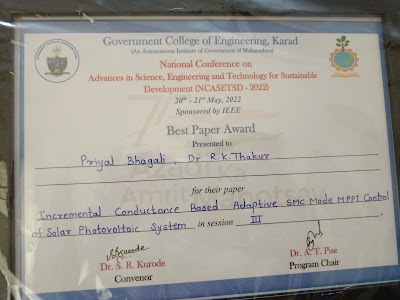 Government College of Engineering, Karad
(An Autonomous Institute of Government of Maharashtra)
National Conference on
Advances in Science, Engineering and Technology for Sustainable
Development (NCASETSD - 2022)
20th - 21st May, 2022
Sponsored by IEEE
Best Paper Award
Presented to
Priyal Bhagali, Dr. R.K. Thakur
for their paper
Incremental Conductance Based Adaptive SMC Mode MPPT Control
of Solar Photovoltaic System in session III
Dr. S. R. Kurode
Dr. A. T. Pise
Convenor
Program Chair